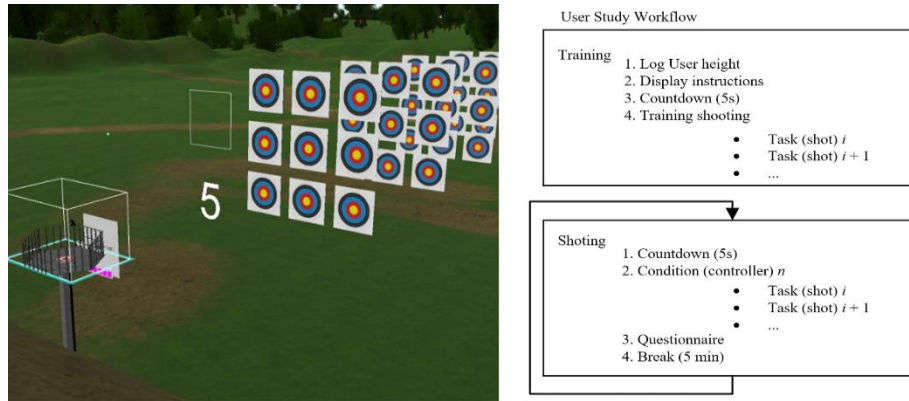 5
User Study Workflow
Training
1. Log User height
2. Display instructions
3. Countdown (5s)
4. Training shooting
• Task (shot) i
• Task (shot) i + 1
• ...
Shoting
1. Countdown (5s)
2. Condition (controller) n
• Task (shot) i
• Task (shot) i + 1
• ...
3. Questionnaire
4. Break (5 min)